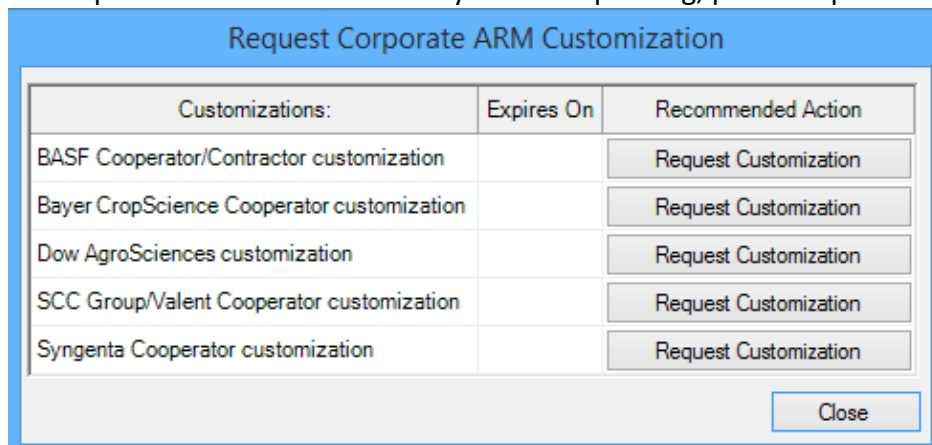 Request Corporate ARM Customization
Customizations: Expires On Recommended Action
BASF Cooperator/Contractor customization Request Customization
Bayer CropScience Cooperator customization Request Customization
Dow AgroSciences customization Request Customization
SCC Group/Valent Cooperator customization Request Customization
Syngenta Cooperator customization Request Customization
Close